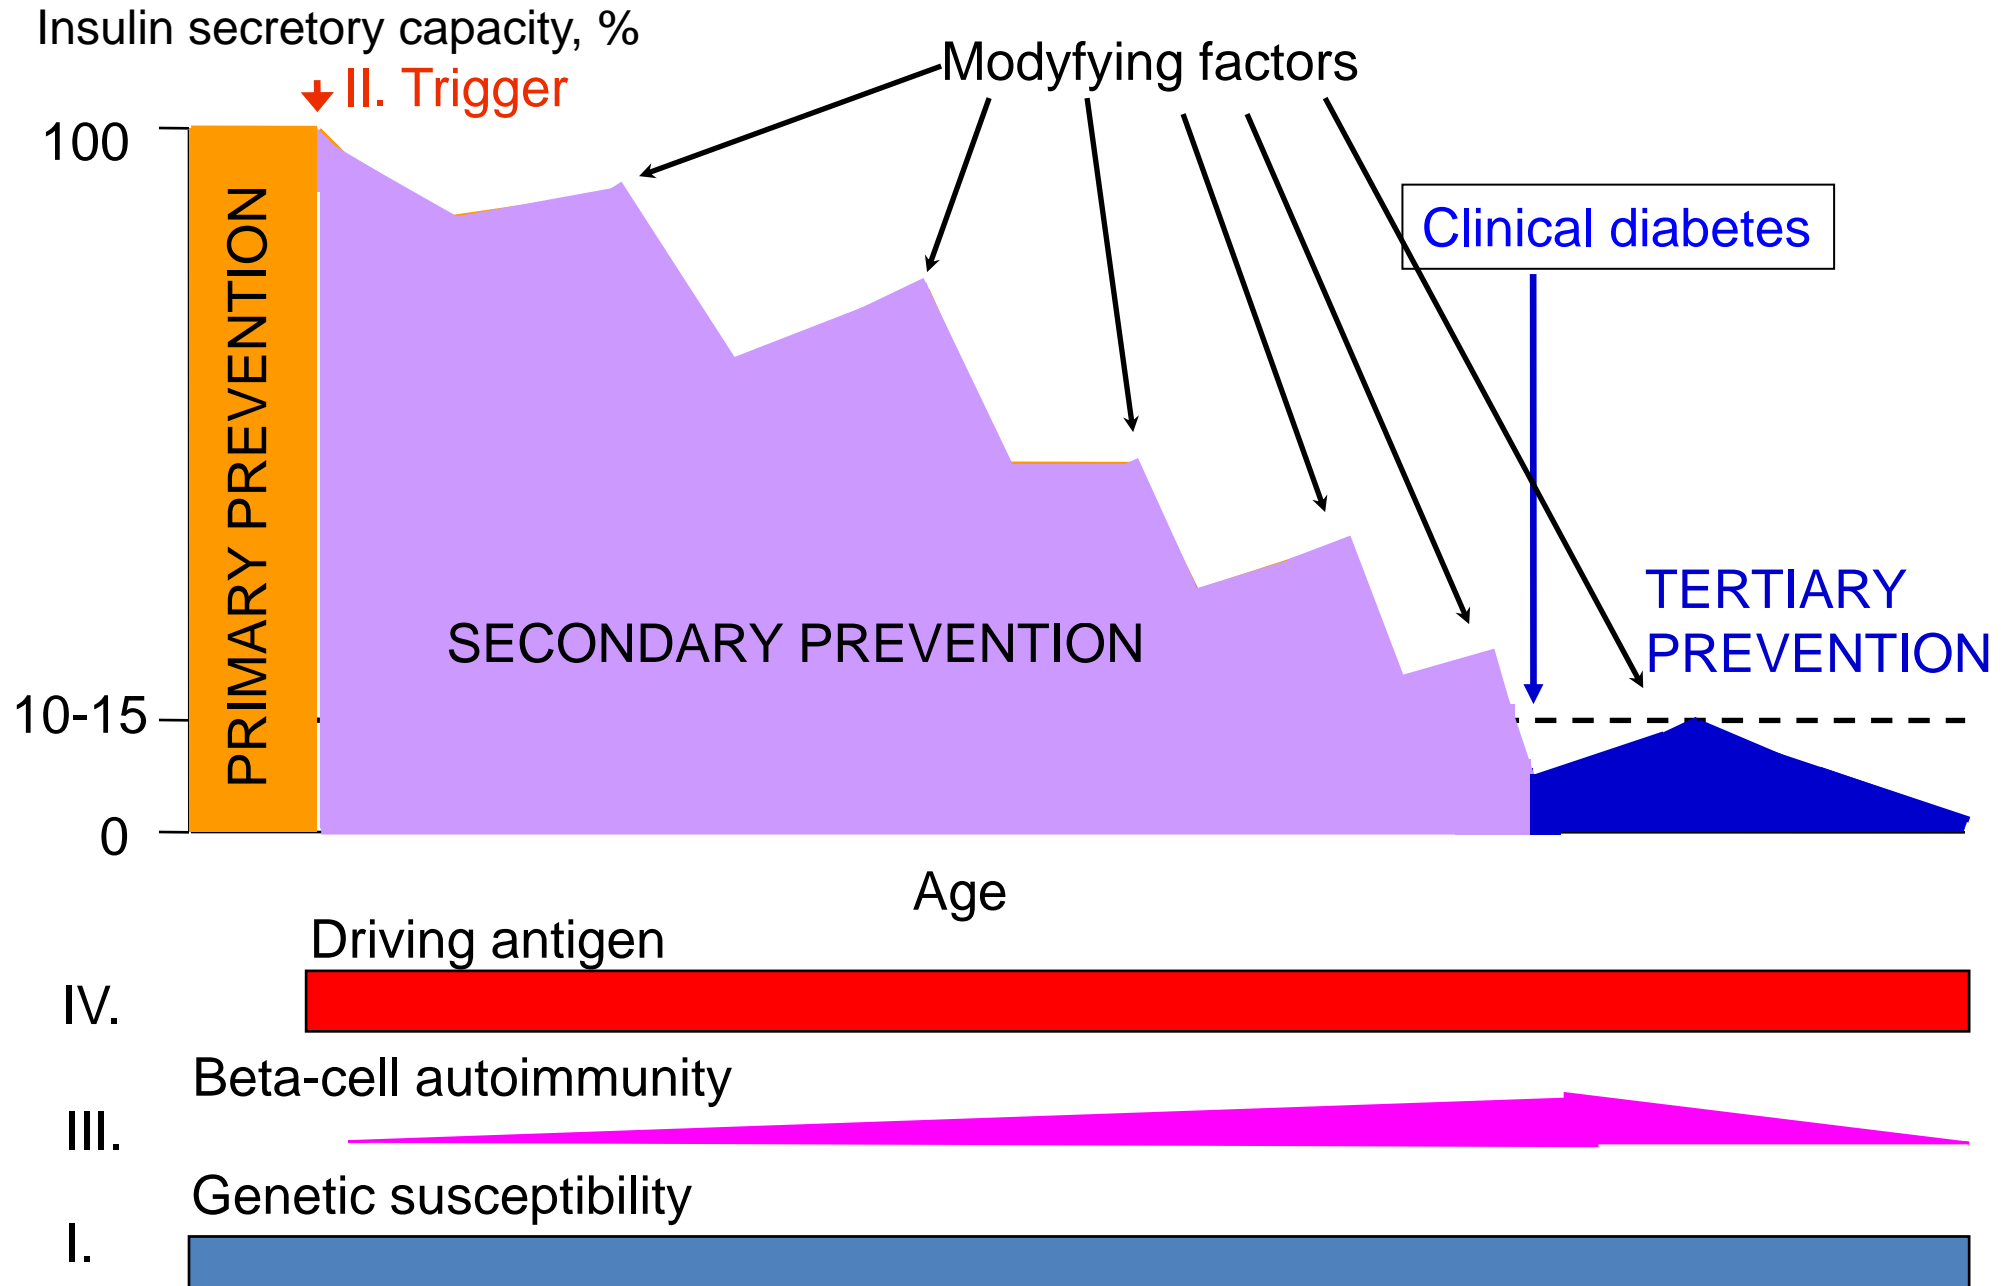 Insulin secretory capacity, %
II. Trigger
Modyfying factors
100
Clinical diabetes
PRIMARY PREVENTION
SECONDARY PREVENTION
TERTIARY
PREVENTION
10-15
0
Age
Driving antigen
IV.
Beta-cell autoimmunity
III.
Genetic susceptibility
I.